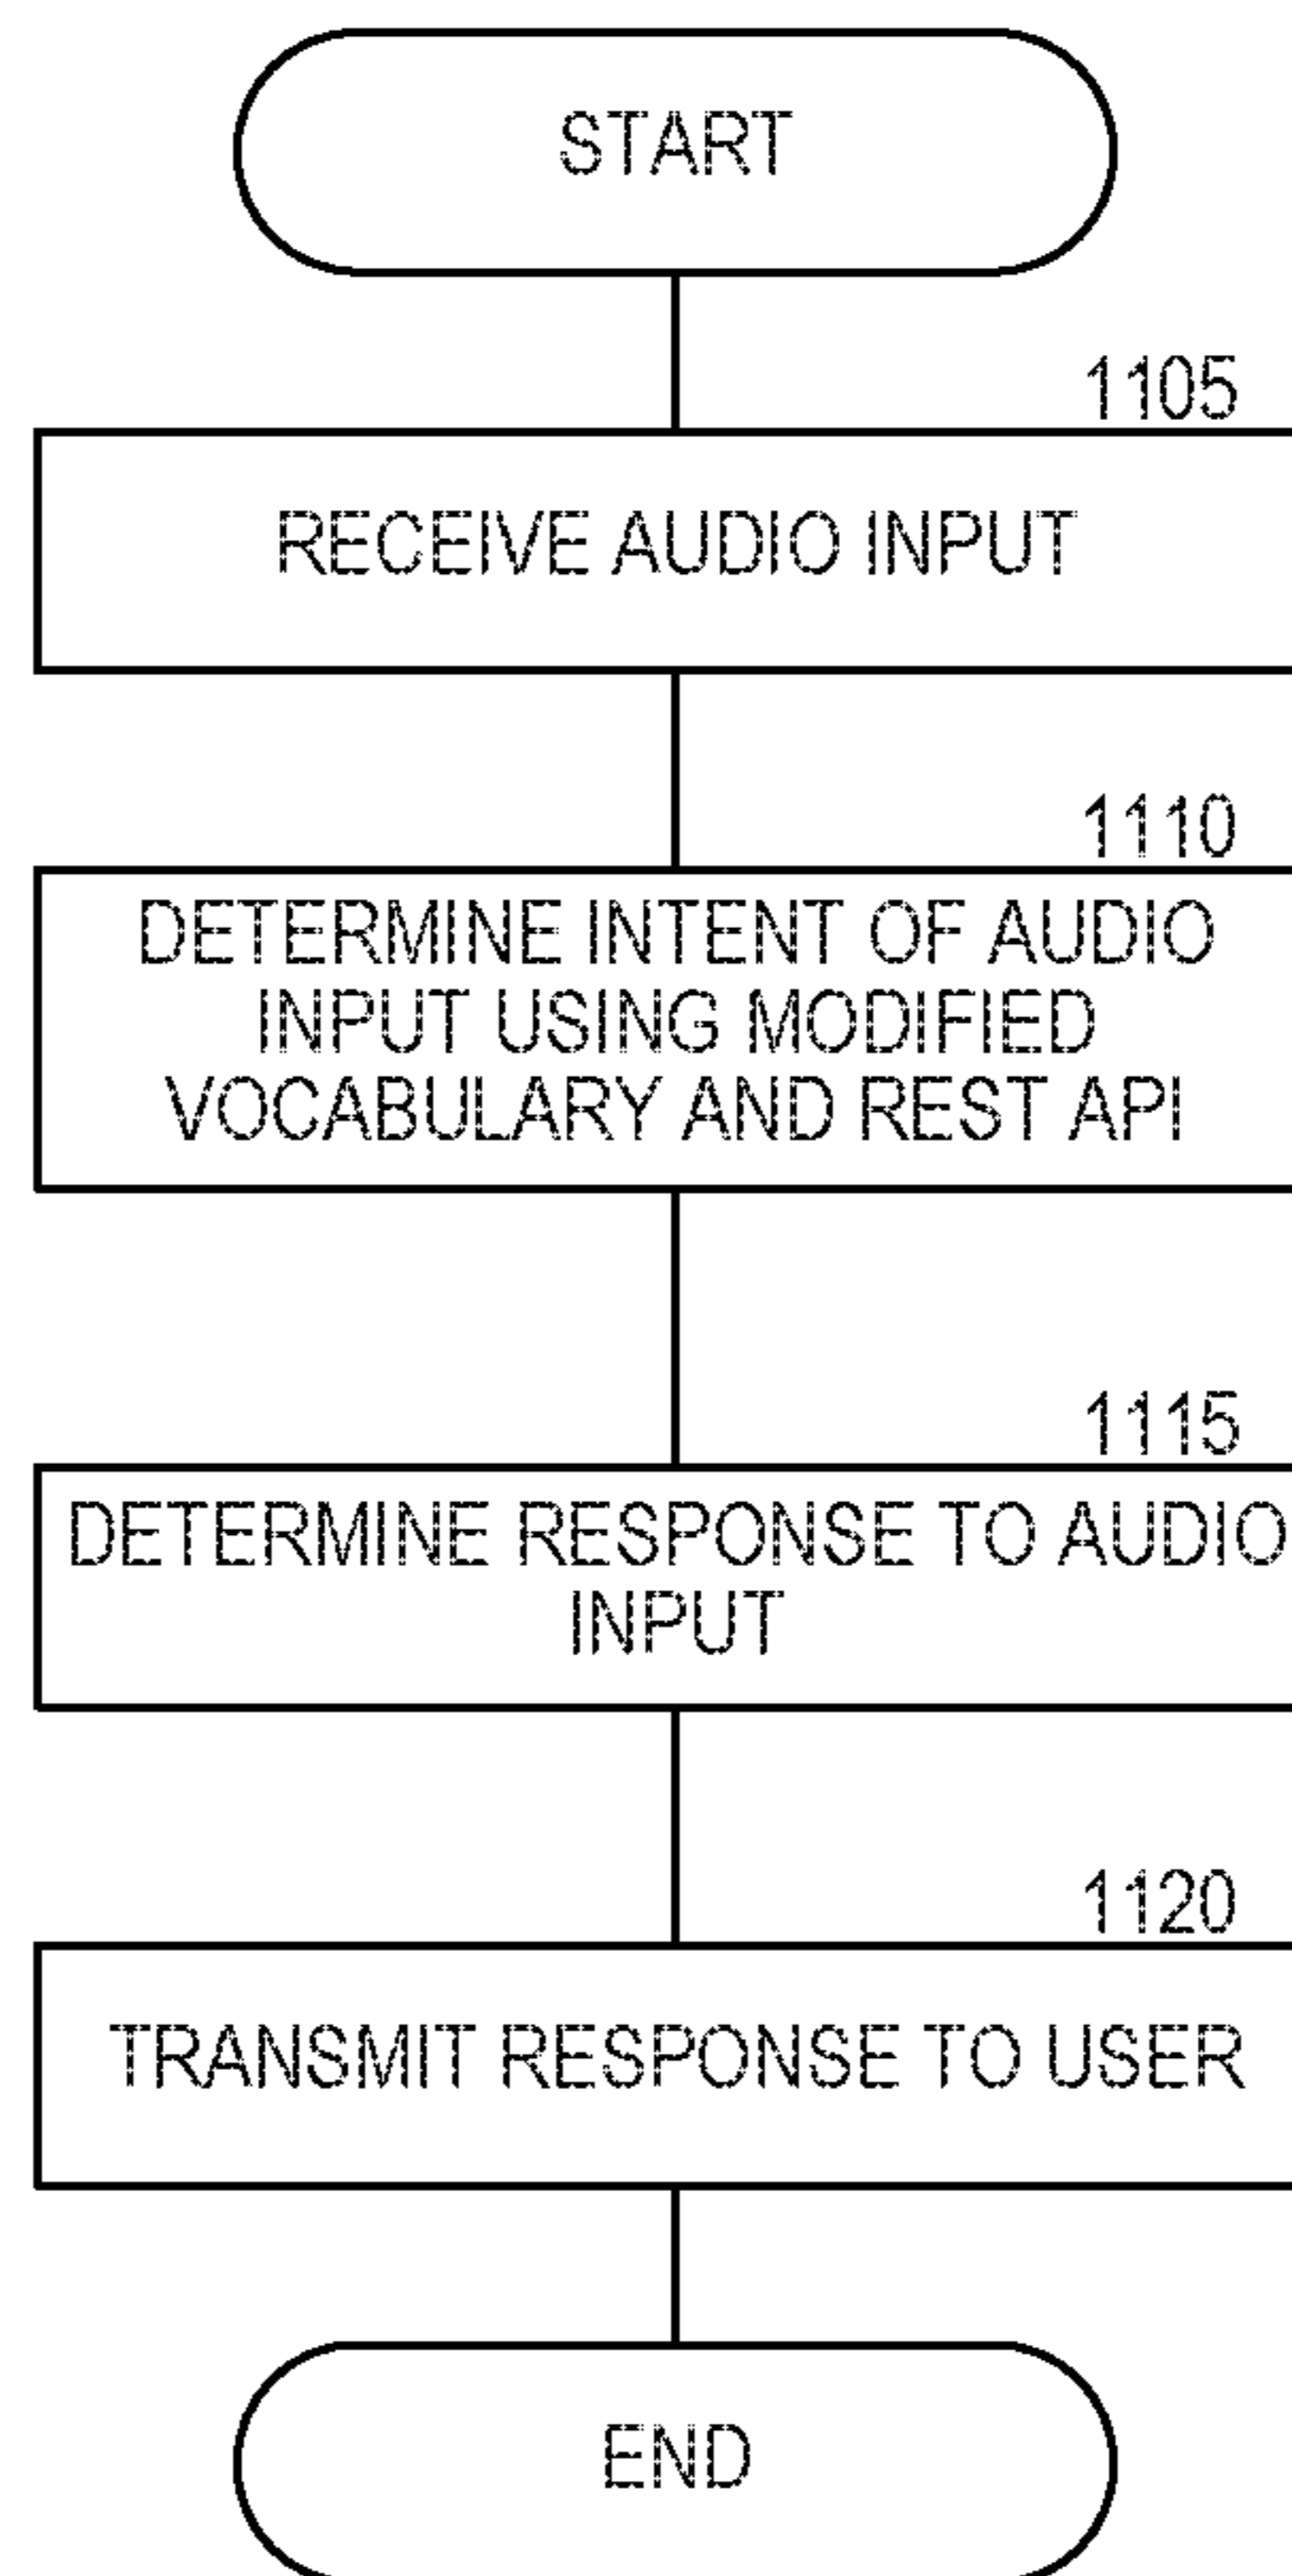 START
1105
RECEIVE AUDIO INPUT
1110
DETERMINE INTENT OF AUDIO
INPUT USING MODIFIED
VOCABULARY AND REST API
1115
DETERMINE RESPONSE TO AUDIO
INPUT
1120
TRANSMIT RESPONSE TO USER
END